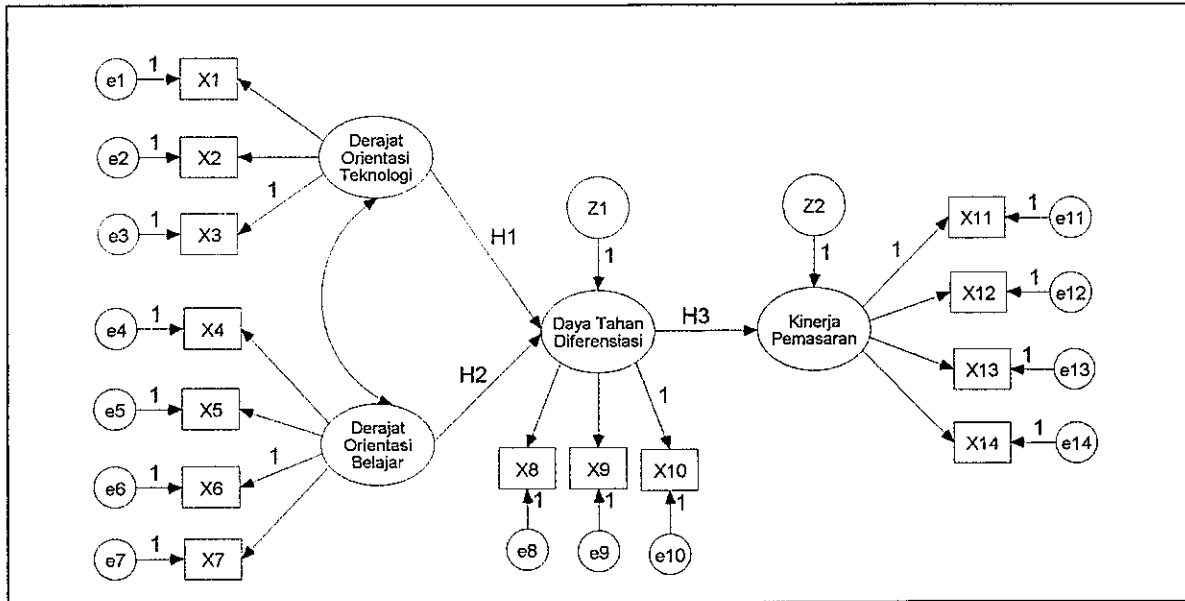 e1
1
X1
e2
1
X2
e3
1
X3
1
Derajat
Orientasi
Teknologi
H1
e4
1
X4
e5
1
X5
e6
1
X6
1
e7
1
X7
Derajat
Orientasi
Belajar
H2
Z1
1
Daya Tahan
Diferensiasi
H3
1
X8
X9
X10
1
1
1
e8
e9
e10
Z2
1
Kinerja
Pemasaran
1
X11
1
e11
X12
1
e12
X13
1
e13
X14
1
e14